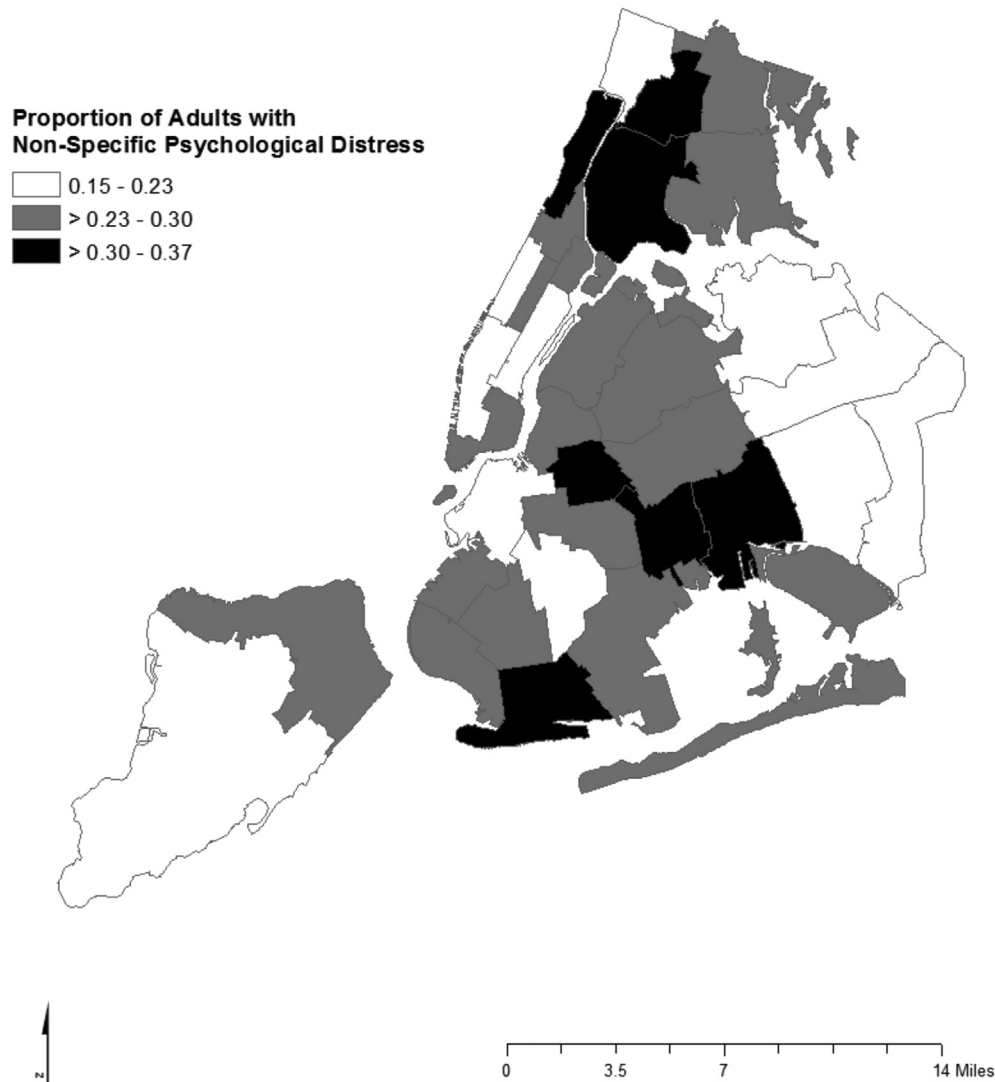 Proportion of Adults with
Non-Specific Psychological Distress
0.15 - 0.23
> 0.23 - 0.30
> 0.30 - 0.37
N
0 3.5 7 14 Miles